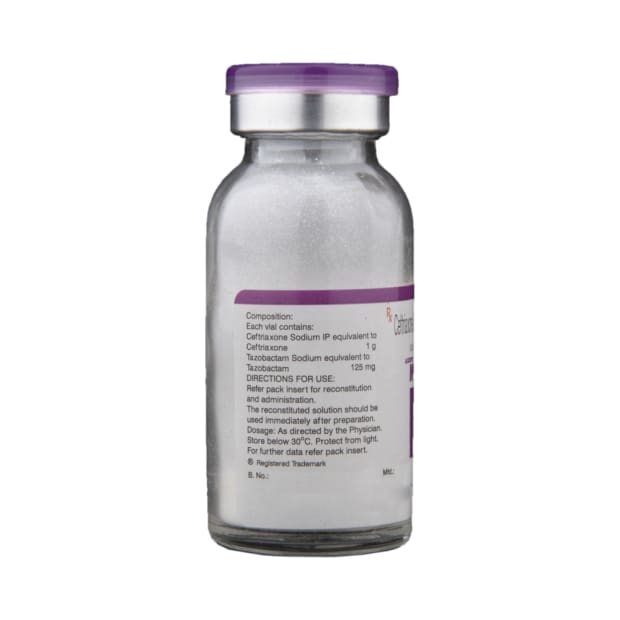 Composition:
Each vial contains:
Ceftriaxone Sodium IP equivalent to
Ceftriaxone 1 g
Tazobactam Sodium equivalent to
Tazobactam 125 mg
DIRECTIONS FOR USE:
Refer pack insert for reconstitution
and administration.
The reconstituted solution should be
used immediately after preparation.
Dosage: As directed by the Physician.
Store below 30°C. Protect from light.
For further data refer pack insert.
® Registered Trademark
B. No.:
Mfd.:
Rx